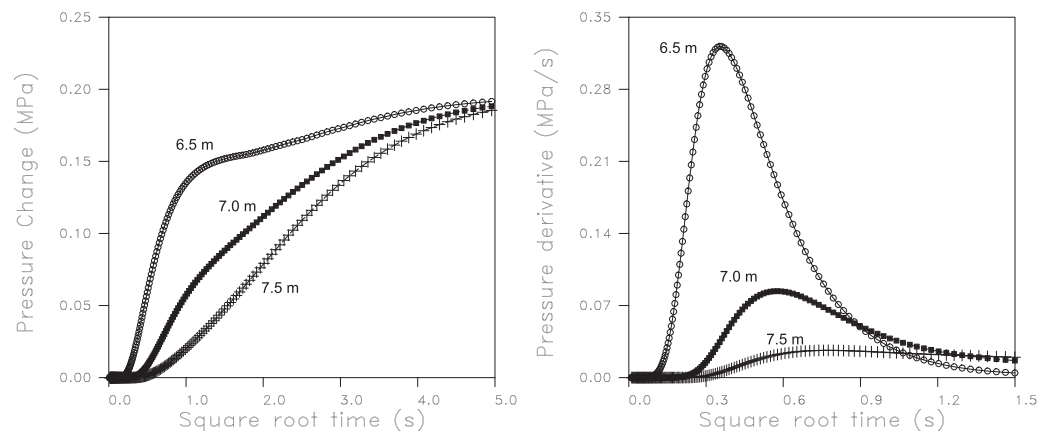 Pressure Change (MPa)
0.25
0.20
0.15
0.10
0.05
0.00
6.5 m
7.0 m
7.5 m
0.0 1.0 2.0 3.0 4.0 5.0
Square root time (s)
Pressure derivative (MPa/s)
0.35
0.28
0.21
0.14
0.07
0.00
6.5 m
7.0 m
7.5 m
0.0 0.3 0.6 0.9 1.2 1.5
Square root time (s)